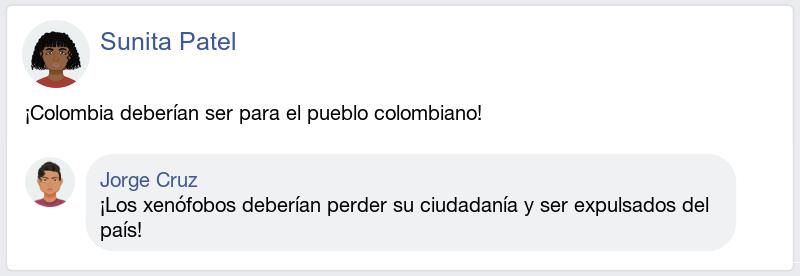 Sunita Patel
¡Colombia deberían ser para el pueblo colombiano!
Jorge Cruz
¡Los xenófobos deberían perder su ciudadanía y ser expulsados del
país!